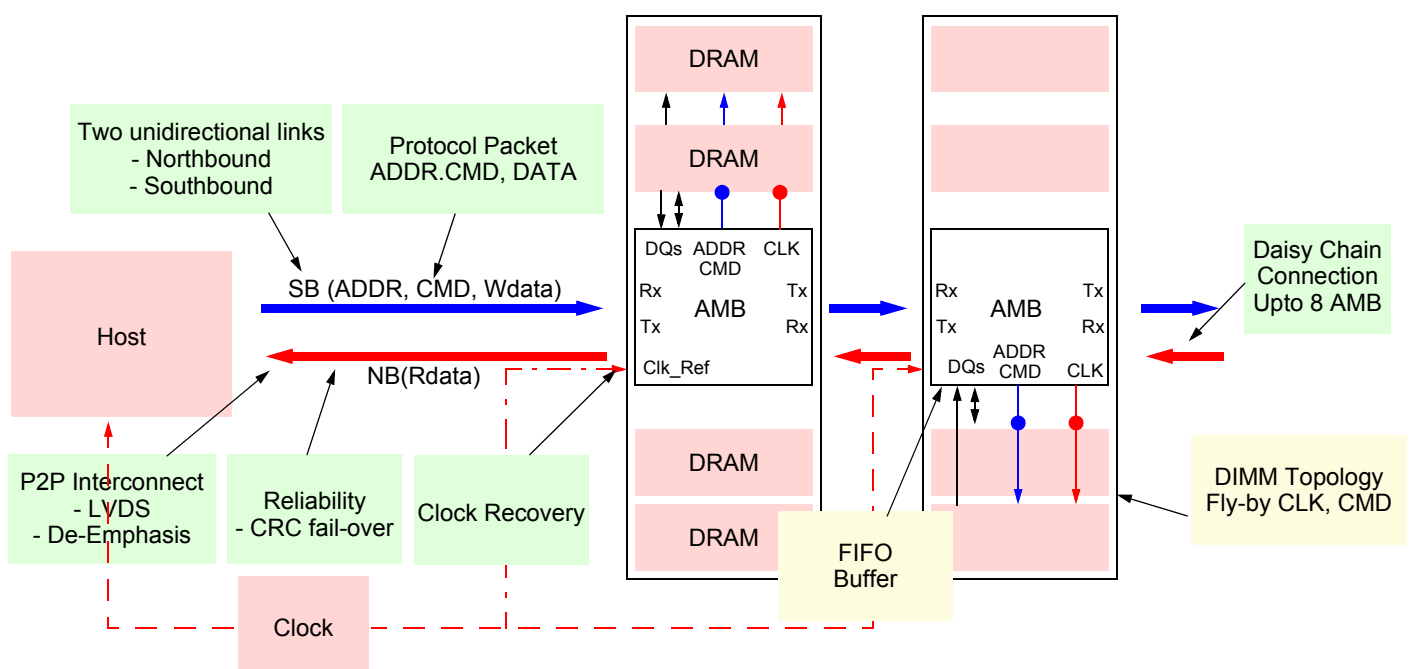 Two unidirectional links
- Northbound
- Southbound
Protocol Packet
ADDR.CMD, DATA
Host
SB (ADDR, CMD, Wdata)
NB(Rdata)
P2P Interconnect
- LVDS
- De-Emphasis
Reliability
- CRC fail-over
Clock Recovery
Clock
DRAM
DRAM
DQs ADDR CLK
CMD
Rx Tx
AMB
Tx Rx
Clk_Ref
DRAM
DRAM
Rx Tx
AMB
Tx Rx
DQs ADDR CLK
CMD
FIFO
Buffer
Daisy Chain
Connection
Upto 8 AMB
DIMM Topology
Fly-by CLK, CMD